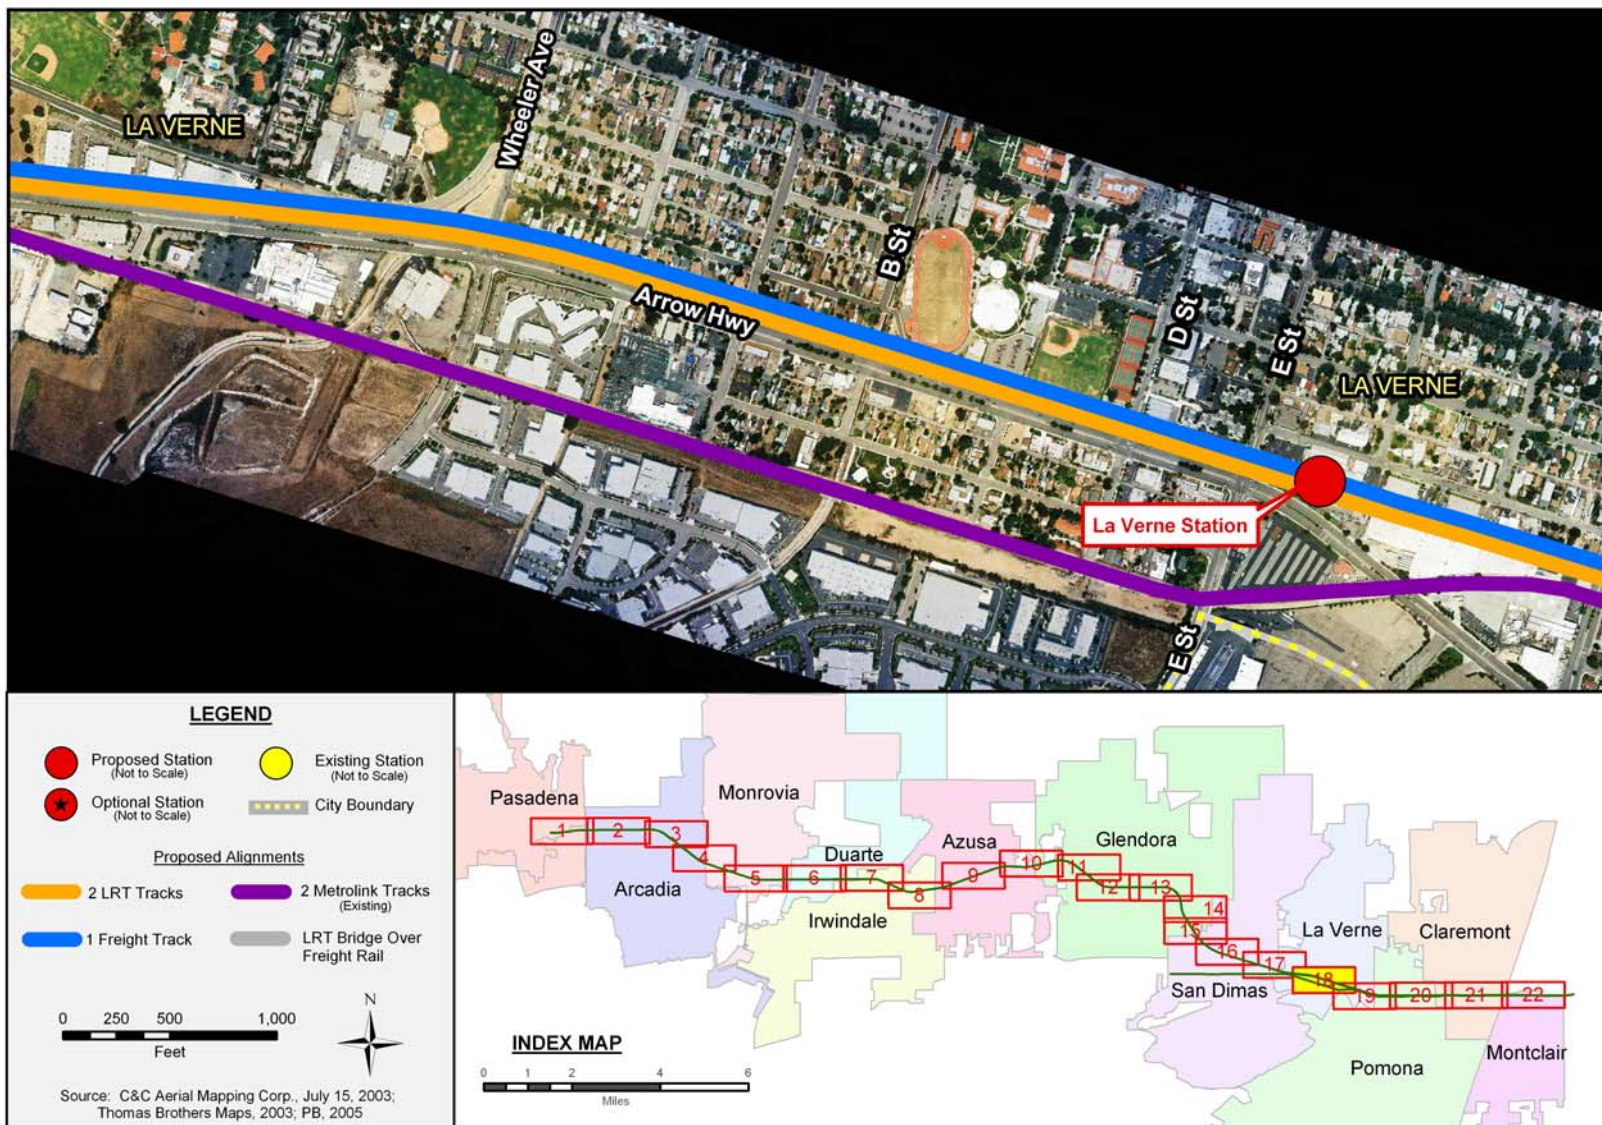 LA VERNE
Wheeler Ave
B St
Arrow Hwy
D St
E St
LA VERNE
La Verne Station
E St
LEGEND
Proposed Station
(Not to Scale)
Existing Station
(Not to Scale)
Optional Station
(Not to Scale)
City Boundary
Proposed Alignments
2 LRT Tracks
2 Metrolink Tracks
(Existing)
1 Freight Track
LRT Bridge Over
Freight Rail
N
0 250 500 1,000
Feet
Source: C&C Aerial Mapping Corp., July 15, 2003;
Thomas Brothers Maps, 2003; PB, 2005
Pasadena
Monrovia
Arcadia
Duarte
Irwindale
Azusa
Glendora
San Dimas
La Verne
Claremont
Pomona
Montclair
1
2
3
4
5
6
7
8
9
10
11
12
13
14
15
16
17
18
19
20
21
22
INDEX MAP
0 1 2 4 6
Miles